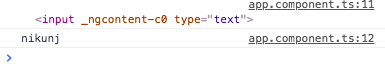 app.component.ts:11
<input _ngcontent-c0 type="text">
nikunj app.component.ts:12
>